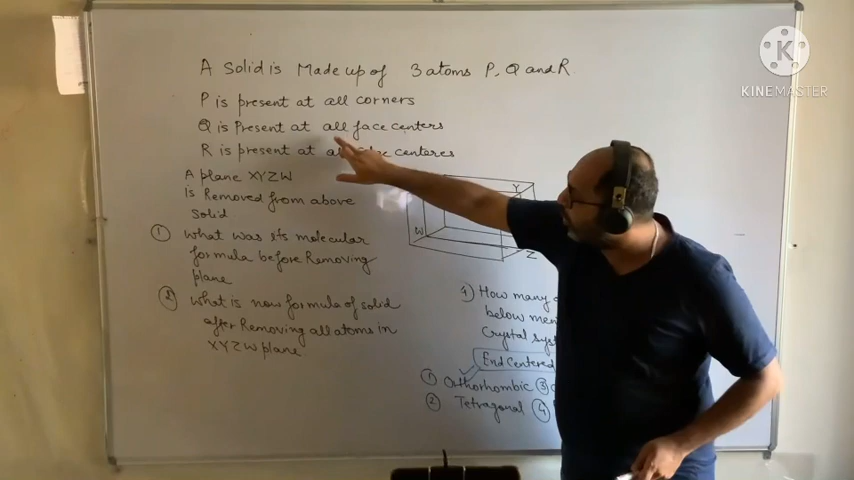 A Solid is Made up of 3 atoms P, Q and R
P is present at all corners
Q is Present at all face centers
R is present at centeres
A plane XYZW
is Removed from above
Solid
① what was its molecular
formula before Removing
plane
② what is now formula of solid
after Removing all atoms in
XYZW plane.
Y
W
Z
1) How many
below
Crystal
End Centered
① Orthorhombic ③
② Tetragonal ④
KINEMASTER